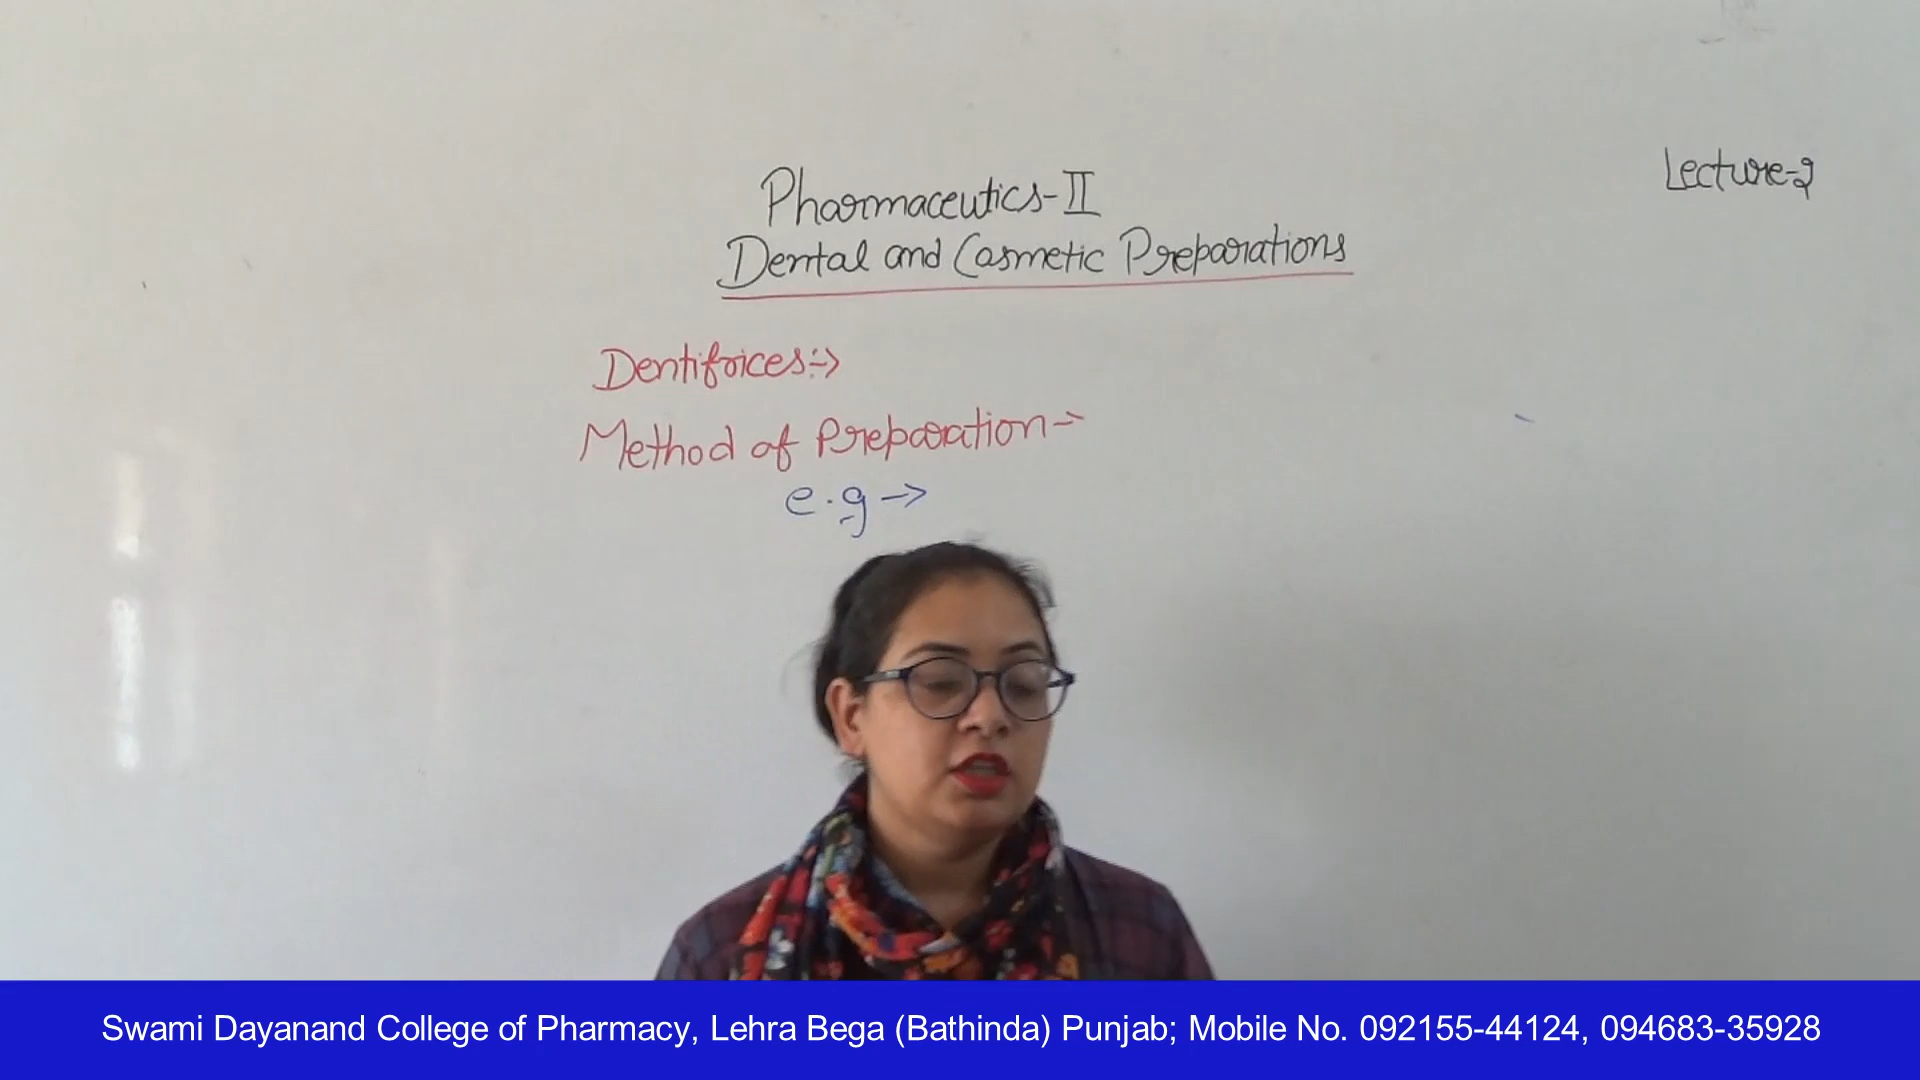 Lecture-2
Pharmaceutics-II
Dental and Cosmetic Preparations
Dentifrices:->
Method of Preparation->
e.g ->
Swami Dayanand College of Pharmacy, Lehra Bega (Bathinda) Punjab; Mobile No. 092155-44124, 094683-35928